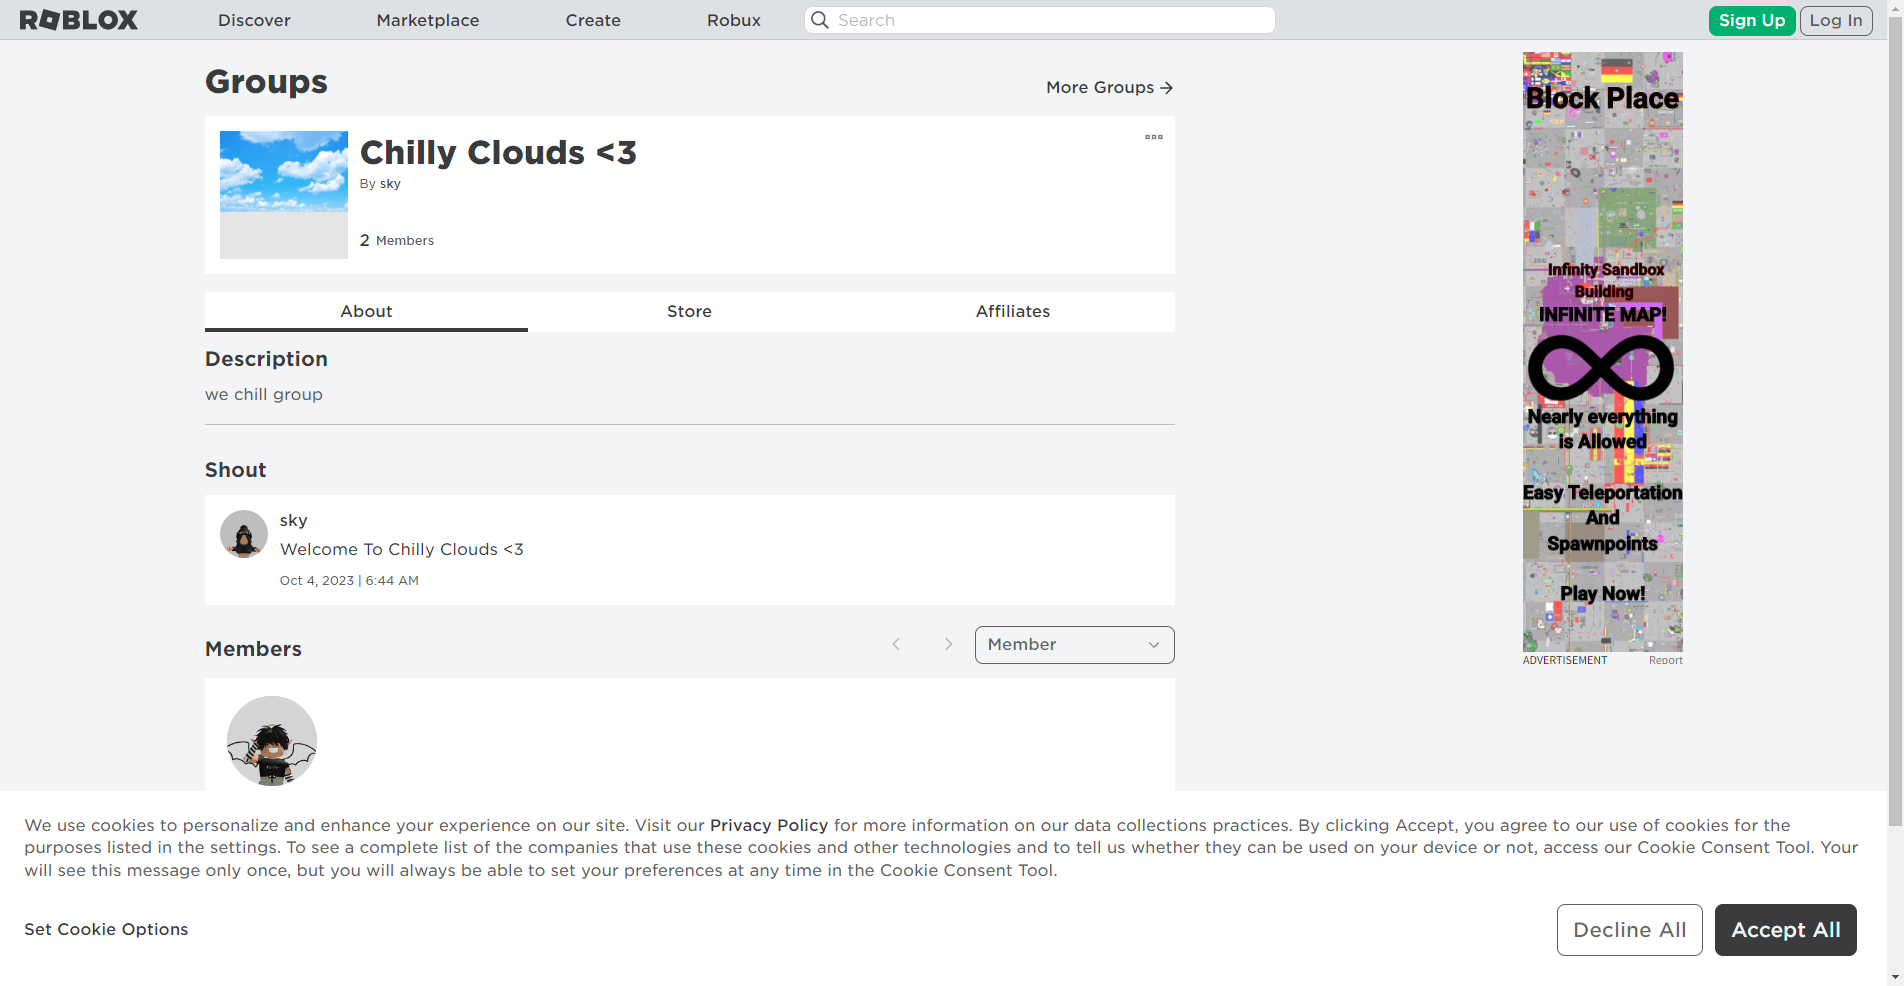 ROBLOX
Discover
Marketplace
Create
Robux
Search
Sign Up
Log In
Groups
More Groups
Chilly Clouds <3
By sky
2 Members
About
Store
Affiliates
Description
we chill group
Shout
sky
Welcome To Chilly Clouds <3
Oct 4, 2023 | 6:44 AM
Members
Member
Block Place
Infinity Sandbox
Building
INFINITE MAP!
Nearly everything
is Allowed
Easy Teleportation
And
Spawnpoints
Play Now!
ADVERTISEMENT
Report
We use cookies to personalize and enhance your experience on our site. Visit our Privacy Policy for more information on our data collections practices. By clicking Accept, you agree to our use of cookies for the
purposes listed in the settings. To see a complete list of the companies that use these cookies and other technologies and to tell us whether they can be used on your device or not, access our Cookie Consent Tool. Your
will see this message only once, but you will always be able to set your preferences at any time in the Cookie Consent Tool.
Set Cookie Options
Decline All
Accept All